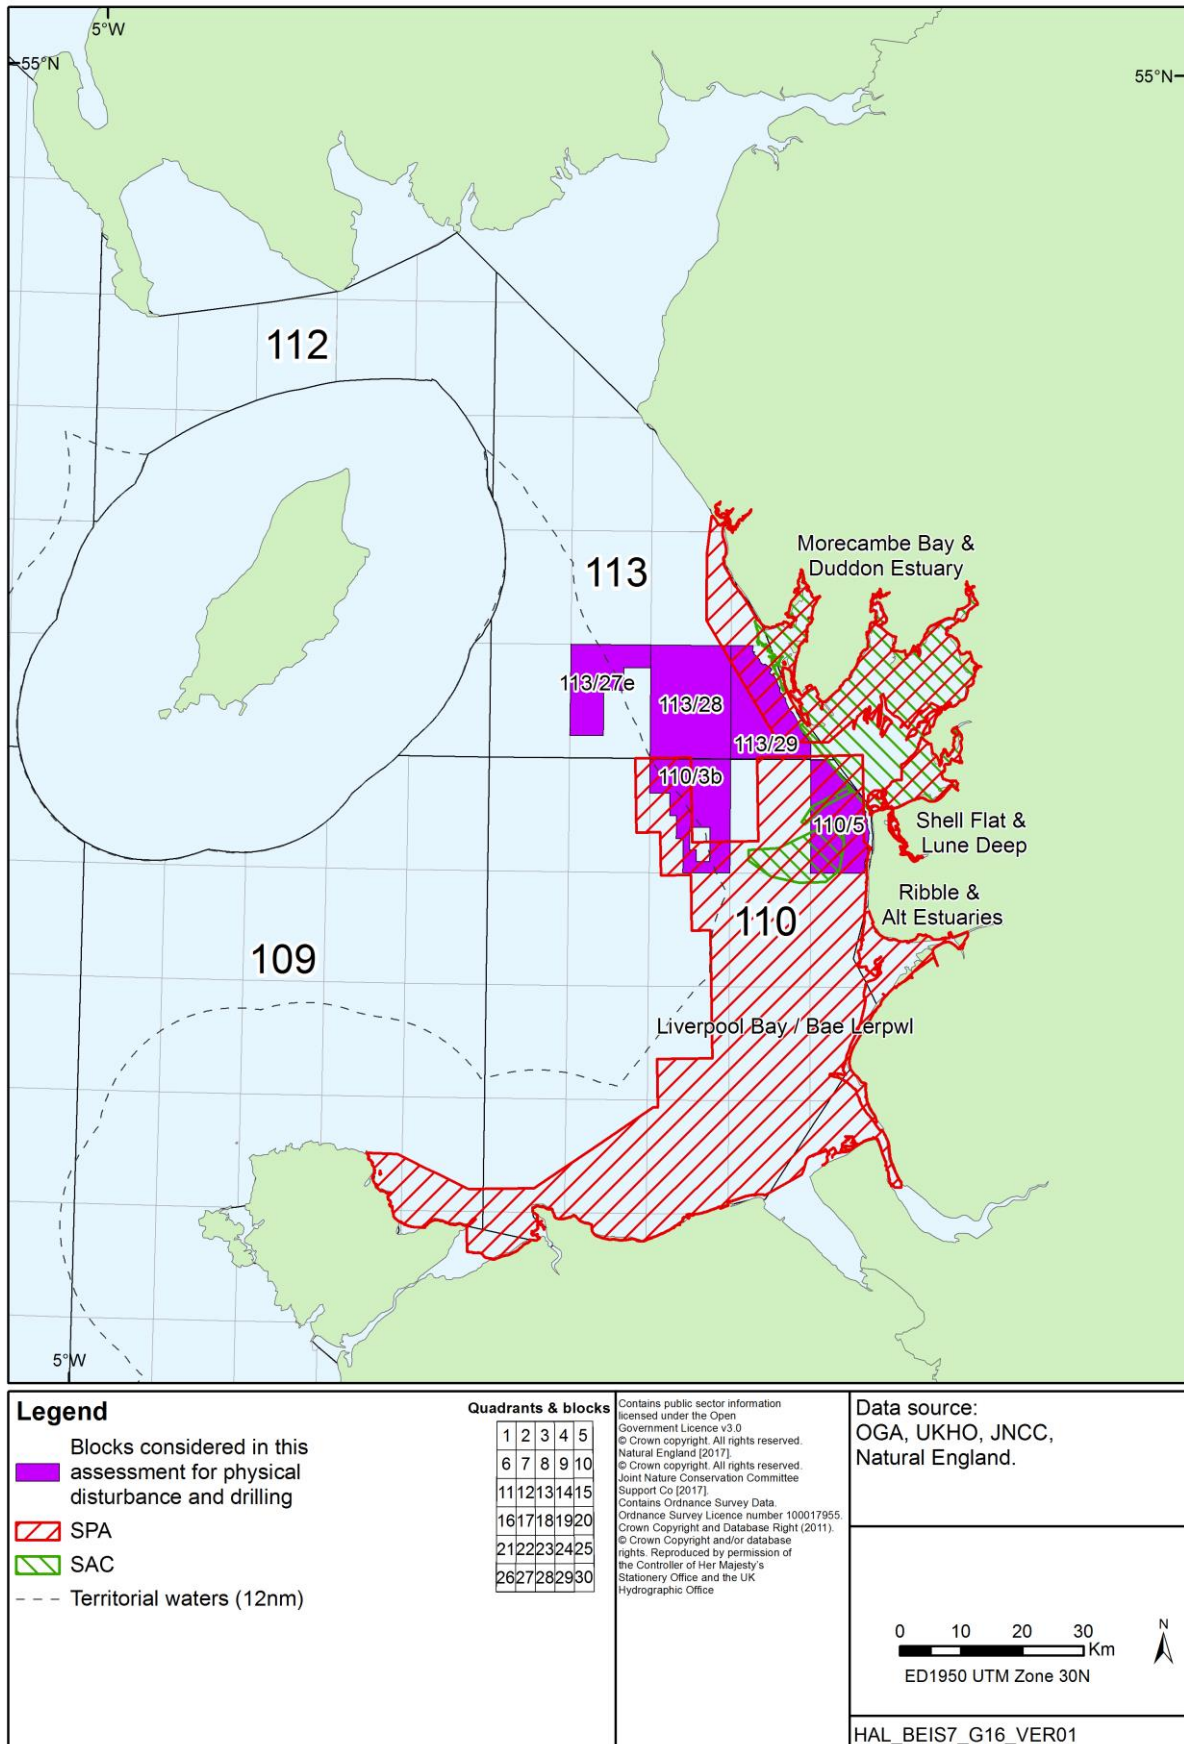 5°W
55°N
55°N
112
113
Morecambe Bay &
Duddon Estuary
113/27e
113/28
113/29
110/3b
110/5
Shell Flat &
Lune Deep
Ribble &
Alt Estuaries
110
109
Liverpool Bay / Bae Lerpwl
5°W
Legend
Blocks considered in this
assessment for physical
disturbance and drilling
SPA
SAC
Territorial waters (12nm)
Quadrants & blocks
1 2 3 4 5
6 7 8 9 10
11 12 13 14 15
16 17 18 19 20
21 22 23 24 25
26 27 28 29 30
Contains public sector information
licensed under the Open
Government Licence v3.0
© Crown copyright. All rights reserved.
Natural England [2017].
© Crown copyright. All rights reserved.
Joint Nature Conservation Committee
Support Co [2017].
Contains Ordnance Survey Data.
Ordnance Survey Licence number 100017955.
Crown Copyright and Database Right (2011).
© Crown Copyright and/or database
rights. Reproduced by permission of
the Controller of Her Majesty's
Stationery Office and the UK
Hydrographic Office
Data source:
OGA, UKHO, JNCC,
Natural England.
0 10 20 30
Km
N
ED1950 UTM Zone 30N
HAL_BEIS7_G16_VER01